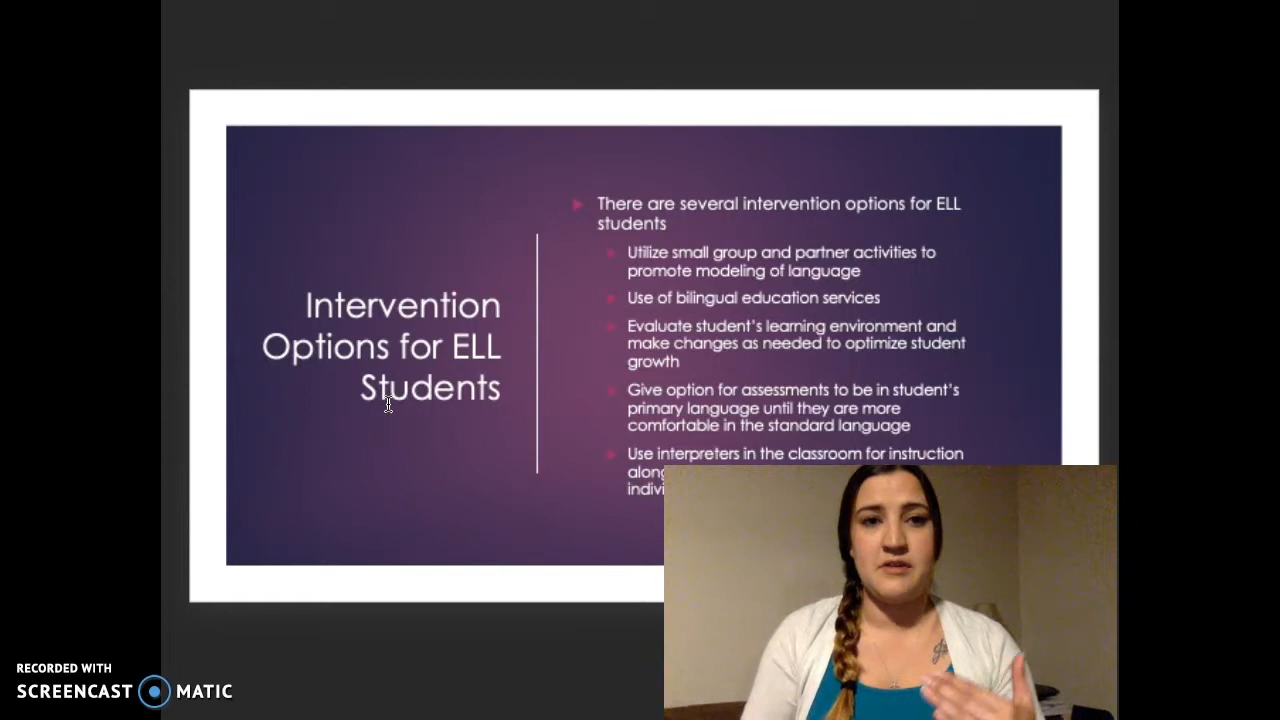 Intervention
Options for ELL
Students
There are several intervention options for ELL
students
Utilize small group and partner activities to
promote modeling of language
Use of bilingual education services
Evaluate student's learning environment and
make changes as needed to optimize student
growth
Give option for assessments to be in student's
primary language until they are more
comfortable in the standard language
Use interpreters in the classroom for instruction
RECORDED WITH
SCREENCAST MATIC